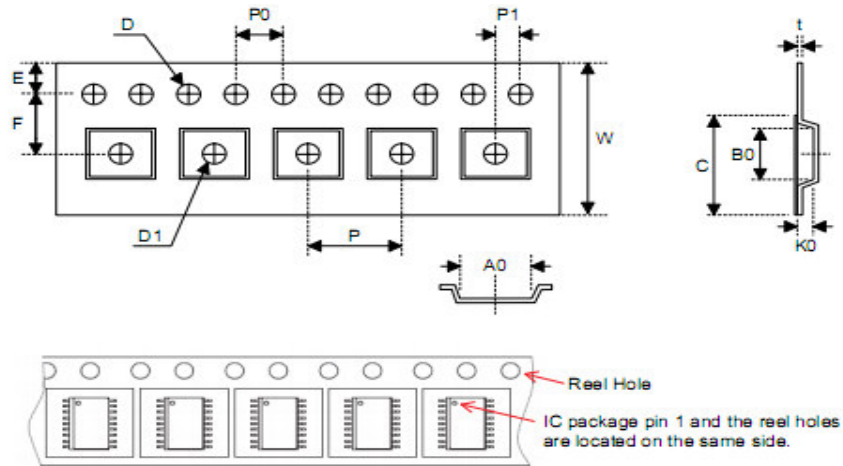 D
P0
P1
t
E
F
W
C
B0
D1
P
K0
A0
Reel Hole
IC package pin 1 and the reel holes
are located on the same side.